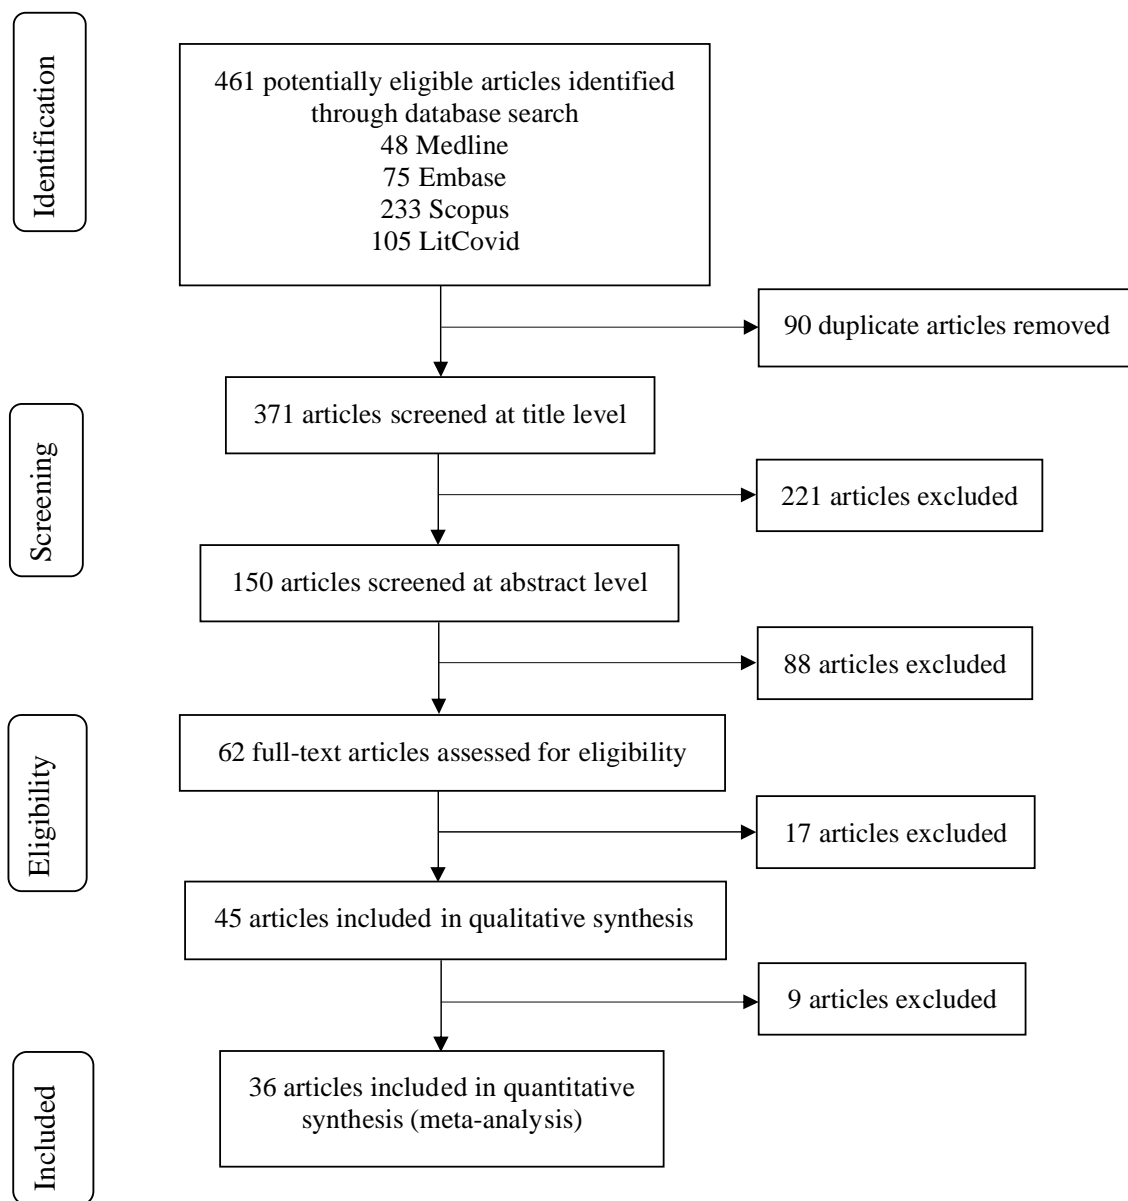 Identification
461 potentially eligible articles identified
through database search
48 Medline
75 Embase
233 Scopus
105 LitCovid
90 duplicate articles removed
Screening
371 articles screened at title level
221 articles excluded
150 articles screened at abstract level
88 articles excluded
Eligibility
62 full-text articles assessed for eligibility
17 articles excluded
45 articles included in qualitative synthesis
9 articles excluded
Included
36 articles included in quantitative
synthesis (meta-analysis)